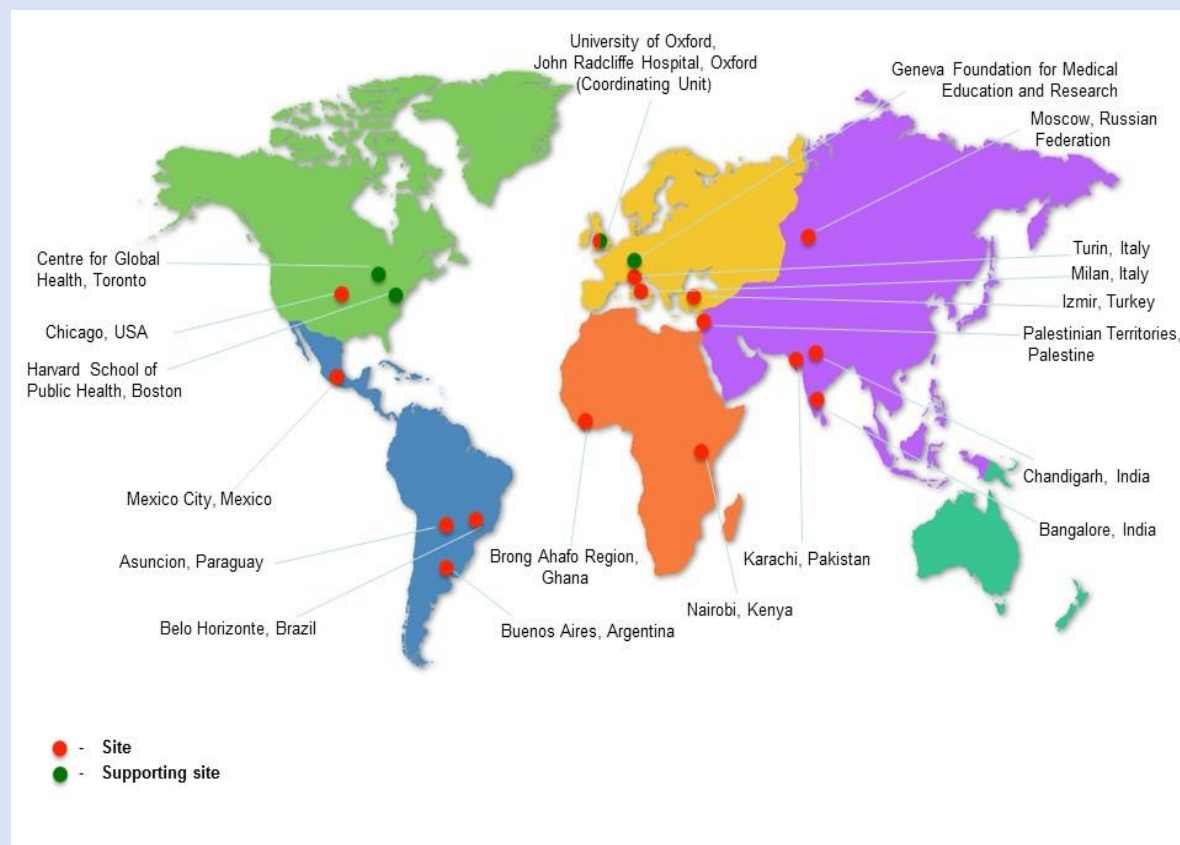 University of Oxford,
John Radcliffe Hospital, Oxford
(Coordinating Unit)
Geneva Foundation for Medical
Education and Research
Moscow, Russian
Federation
Centre for Global
Health, Toronto
Turin, Italy
Milan, Italy
Izmir, Turkey
Chicago, USA
Palestinian Territories,
Palestine
Harvard School of
Public Health, Boston
Mexico City, Mexico
Chandigarh, India
Bangalore, India
Asuncion, Paraguay
Brong Ahafo Region,
Ghana
Karachi, Pakistan
Nairobi, Kenya
Belo Horizonte, Brazil
Buenos Aires, Argentina
- Site
- Supporting site